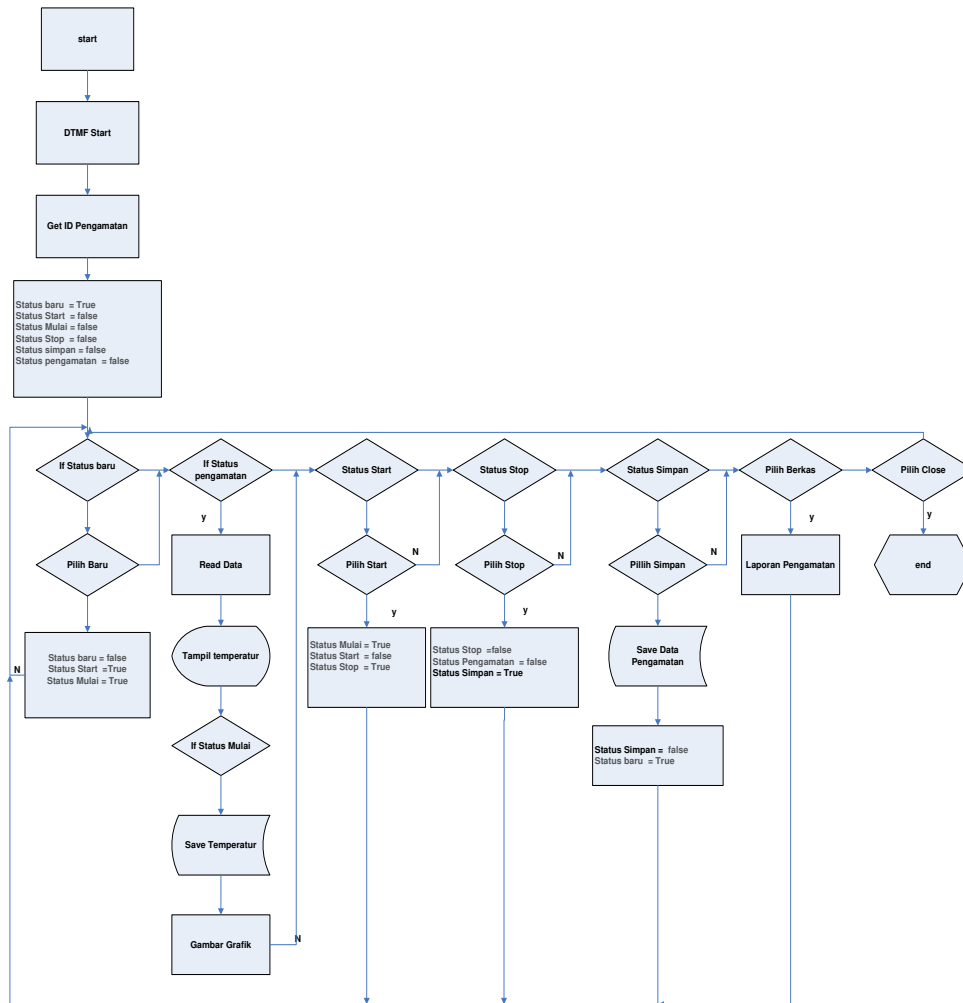 start
DTMF Start
Get ID Pengamatan
Status baru = True
Status Start = false
Status Mulai = false
Status Stop = false
Status simpan = false
Status pengamatan = false
If Status baru
If Status
pengamatan
Status Start
Status Stop
Status Simpan
Pilih Berkas
Pilih Close
y
y
y
Pilih Baru
Read Data
Pilih Start
N
Pilih Stop
N
Pillih Simpan
N
Laporan Pengamatan
end
y
y
N
Status baru = false
Status Start =True
Status Mulai = True
Tampil temperatur
Status Mulai = True
Status Start = false
Status Stop = True
Status Stop =false
Status Pengamatan = false
Status Simpan = True
Save Data
Pengamatan
If Status Mulai
Status Simpan = false
Status baru = True
Save Temperatur
Gambar Grafik
N